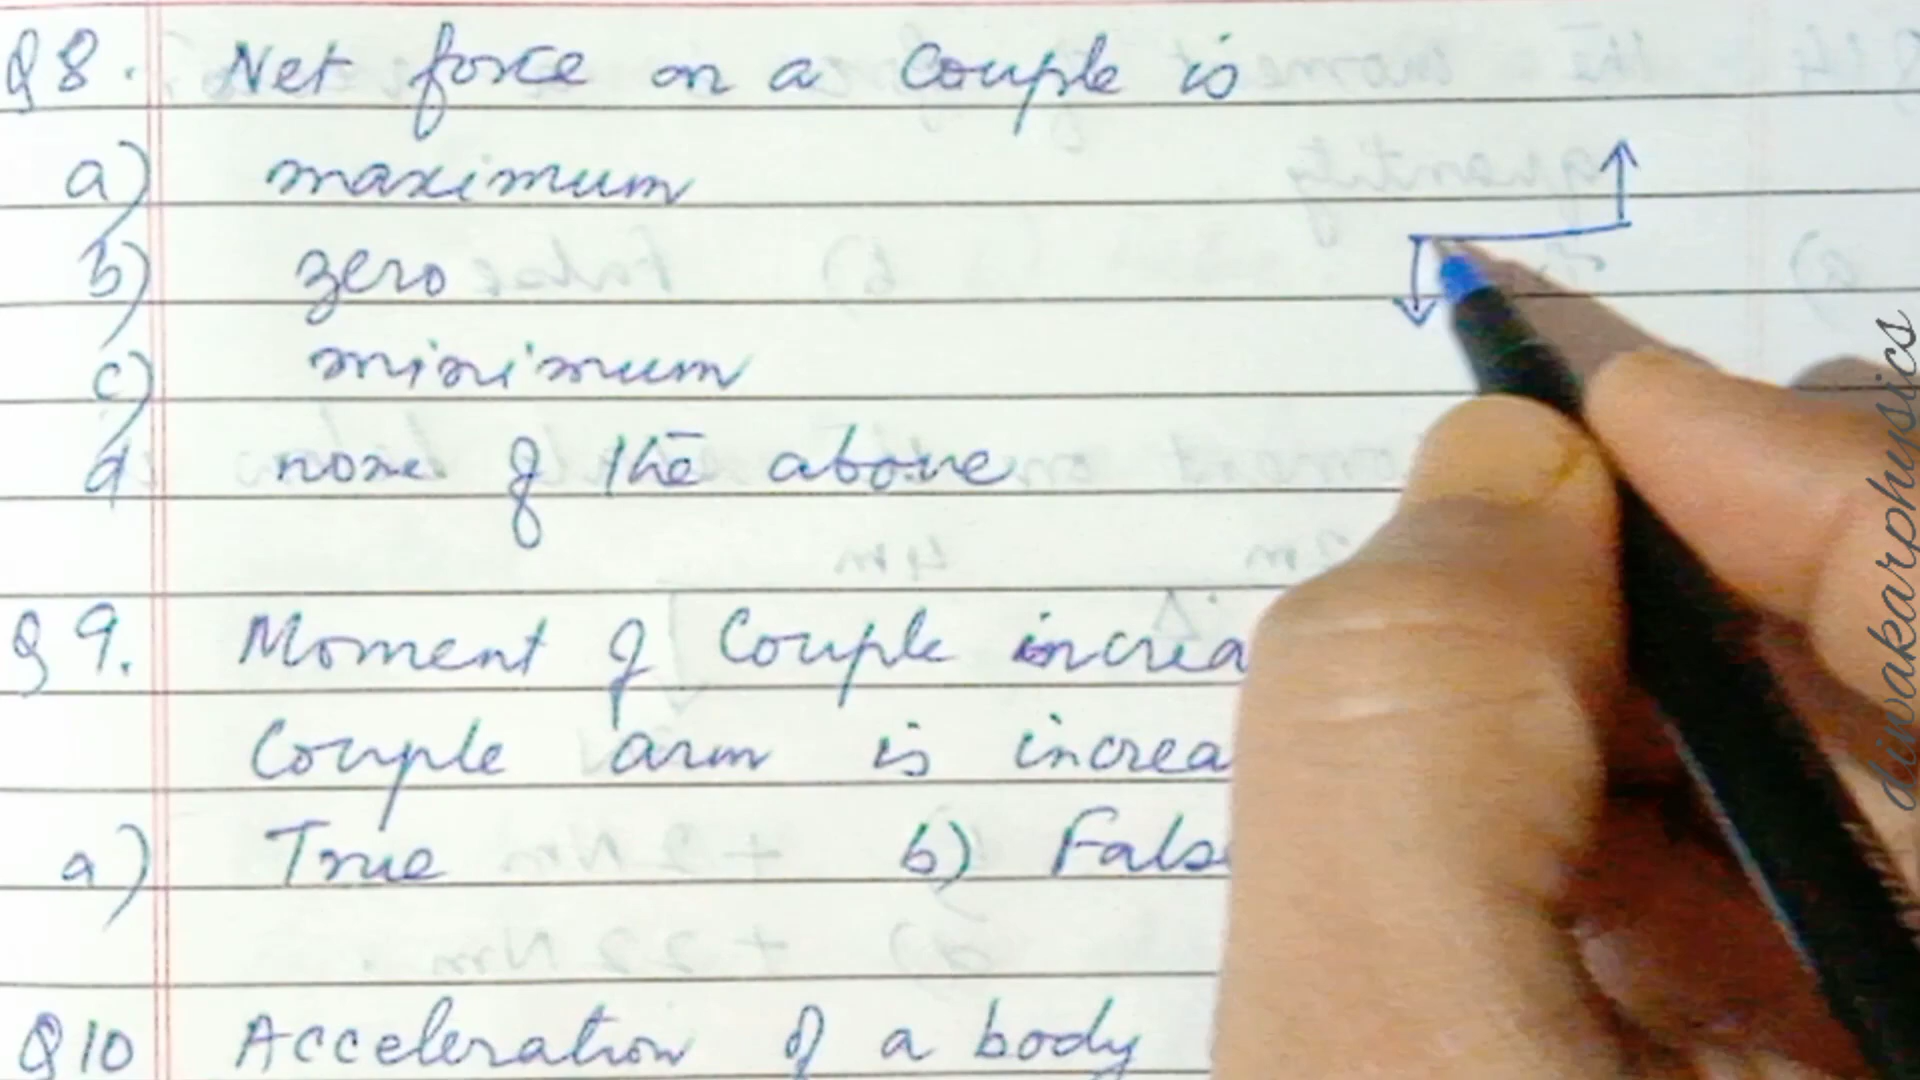 Q8. Net force on a couple is
a) maximum
b) zero
c) minimum
d none of the above
Q9. Moment of Couple increa
Couple arm is increa
a) True b) Fals
Q10 Acceleration of a body
diwakarphysics